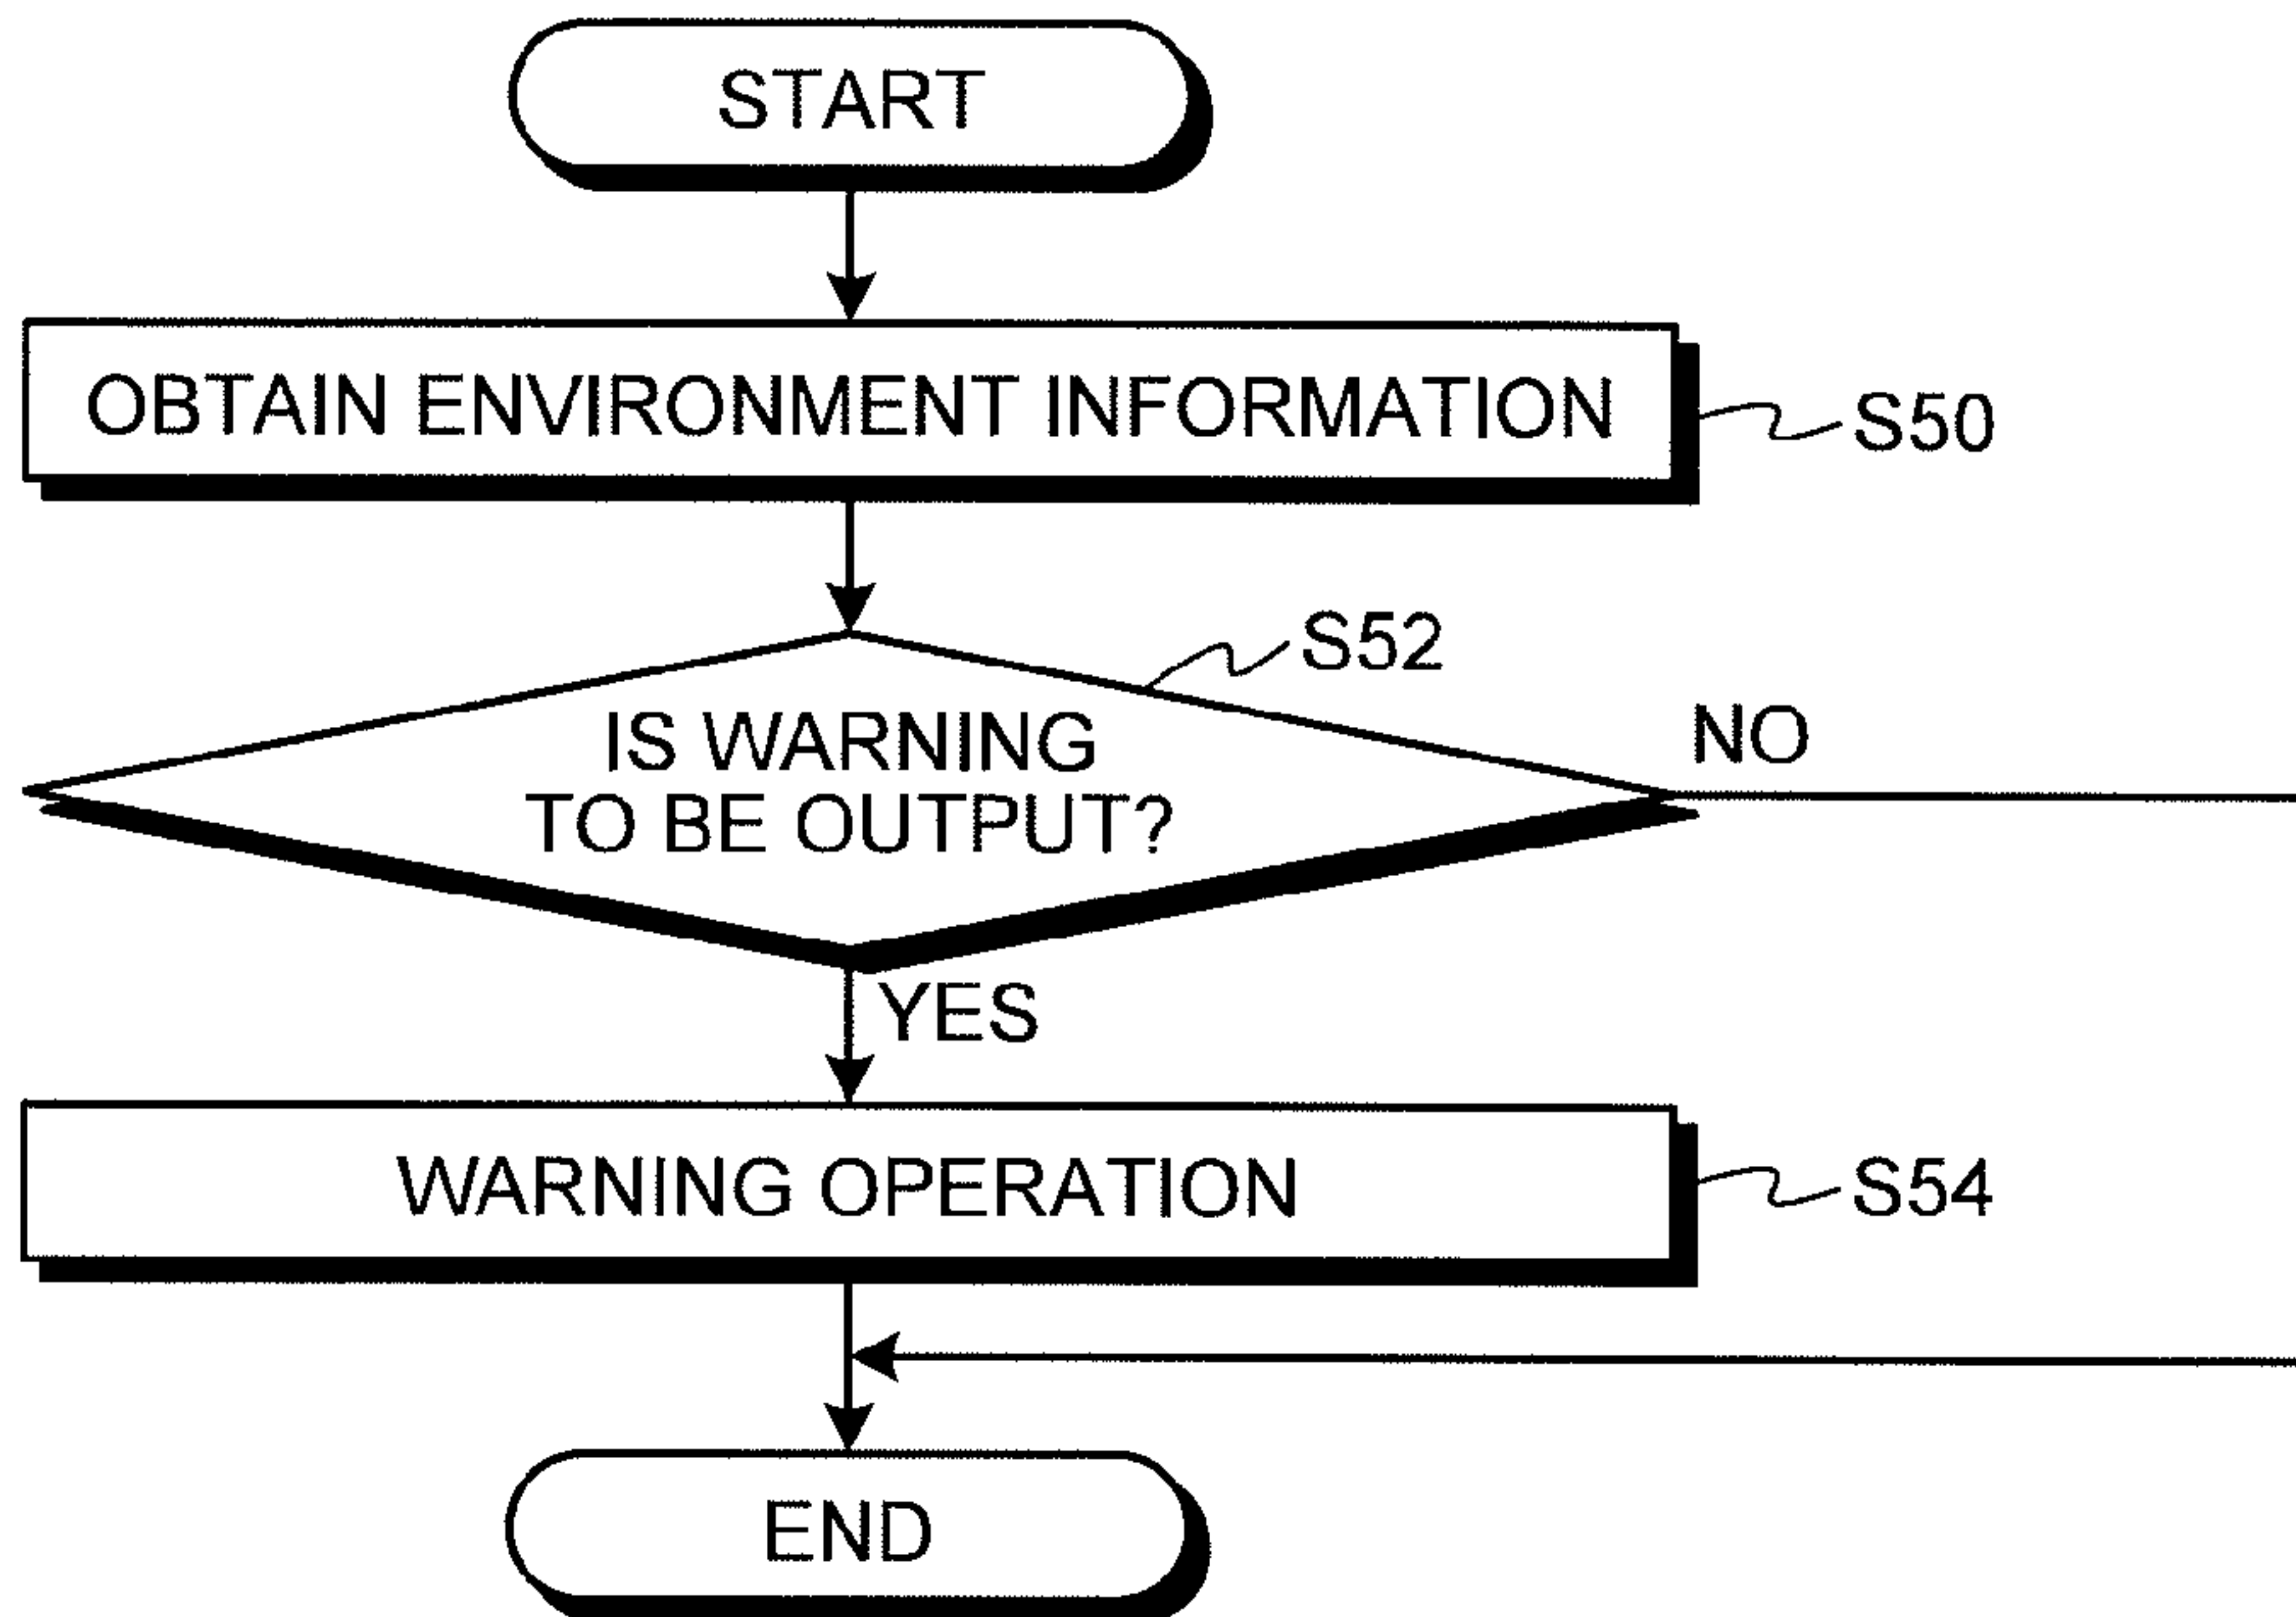 START
OBTAIN ENVIRONMENT INFORMATION
S50
S52
IS WARNING
TO BE OUTPUT?
NO
YES
WARNING OPERATION
S54
END